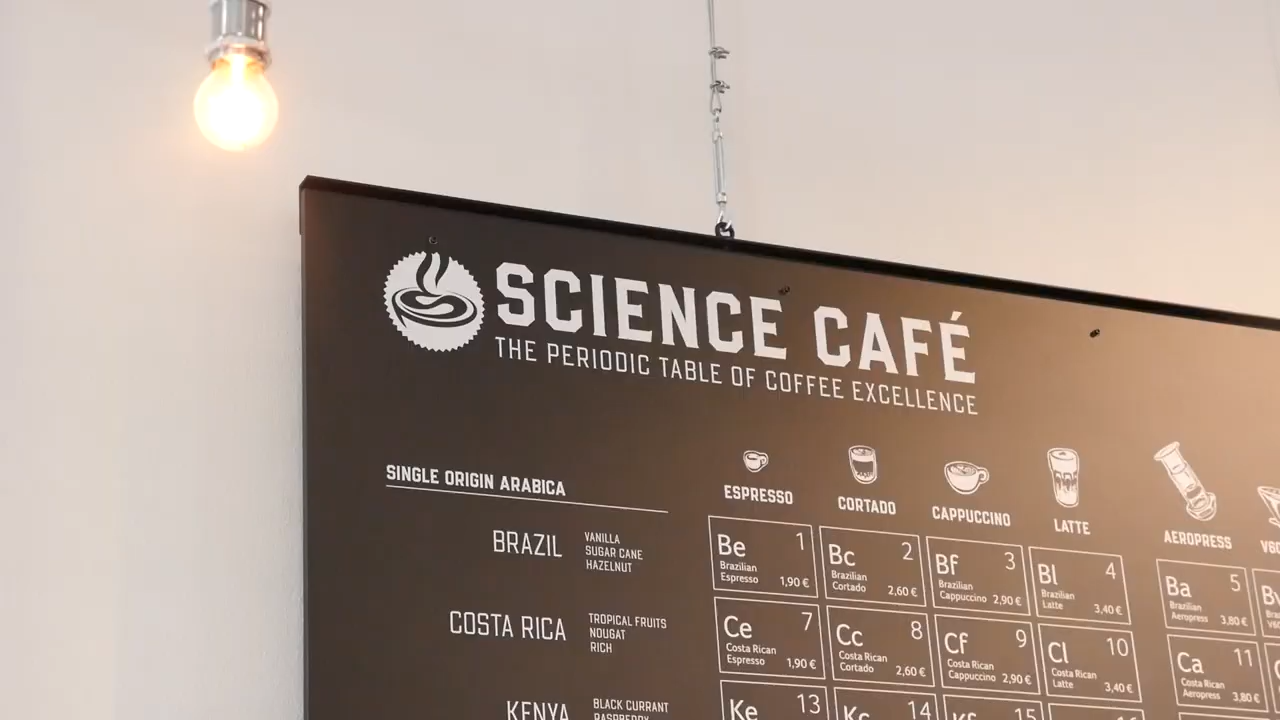 SCIENCE CAFÉ
THE PERIODIC TABLE OF COFFEE EXCELLENCE
SINGLE ORIGIN ARABICA
ESPRESSO
CORTADO
CAPPUCCINO
LATTE
AEROPRESS
BRAZIL
VANILLA
SUGAR CANE
HAZELNUT
Be 1
Brazilian
Espresso 1,90 €
Bc 2
Brazilian
Cortado 2,60 €
Bf 3
Brazilian
Cappuccino 2,90 €
Bl 4
Brazilian
Latte 3,40 €
Ba 5
Brazilian
Aeropress 3,80 €
COSTA RICA
TROPICAL FRUITS
NOUGAT
RICH
Ce 7
Costa Rican
Espresso 1,90 €
Cc 8
Costa Rican
Cortado 2,60 €
Cf 9
Costa Rican
Cappuccino 2,90 €
Cl 10
Costa Rican
Latte 3,40 €
Ca 11
Costa Rican
Aeropress 3,80 €
KENYA
BLACK CURRANT
RASPBERRY
Ke 13
Kc 14
Kf 15